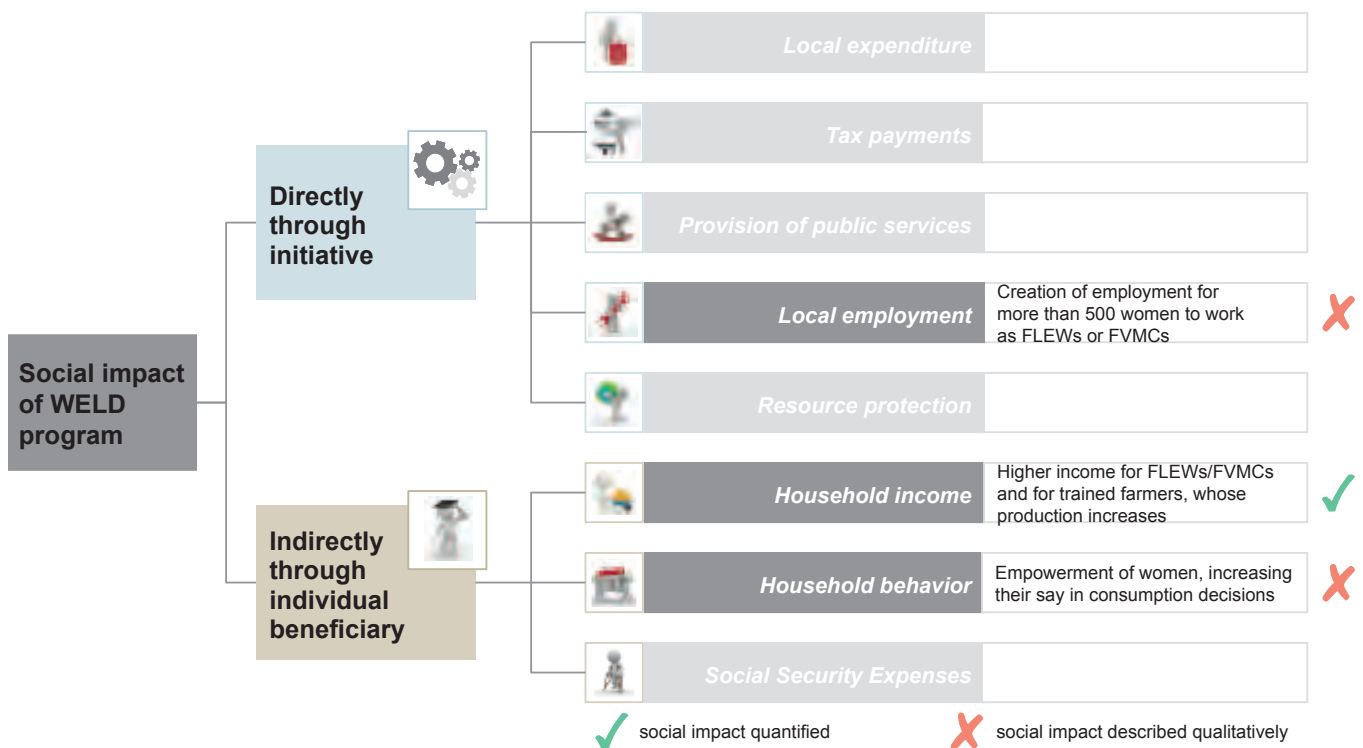 Social impact
of WELD
program
Directly
through
initiative
Local expenditure
Tax payments
Provision of public services
Local employment
Creation of employment for
more than 500 women to work
as FLEWs or FVMCs
Resource protection
Indirectly
through
individual
beneficiary
Household income
Higher income for FLEWs/FVMCs
and for trained farmers, whose
production increases
Household behavior
Empowerment of women, increasing
their say in consumption decisions
Social Security Expenses
social impact quantified
social impact described qualitatively